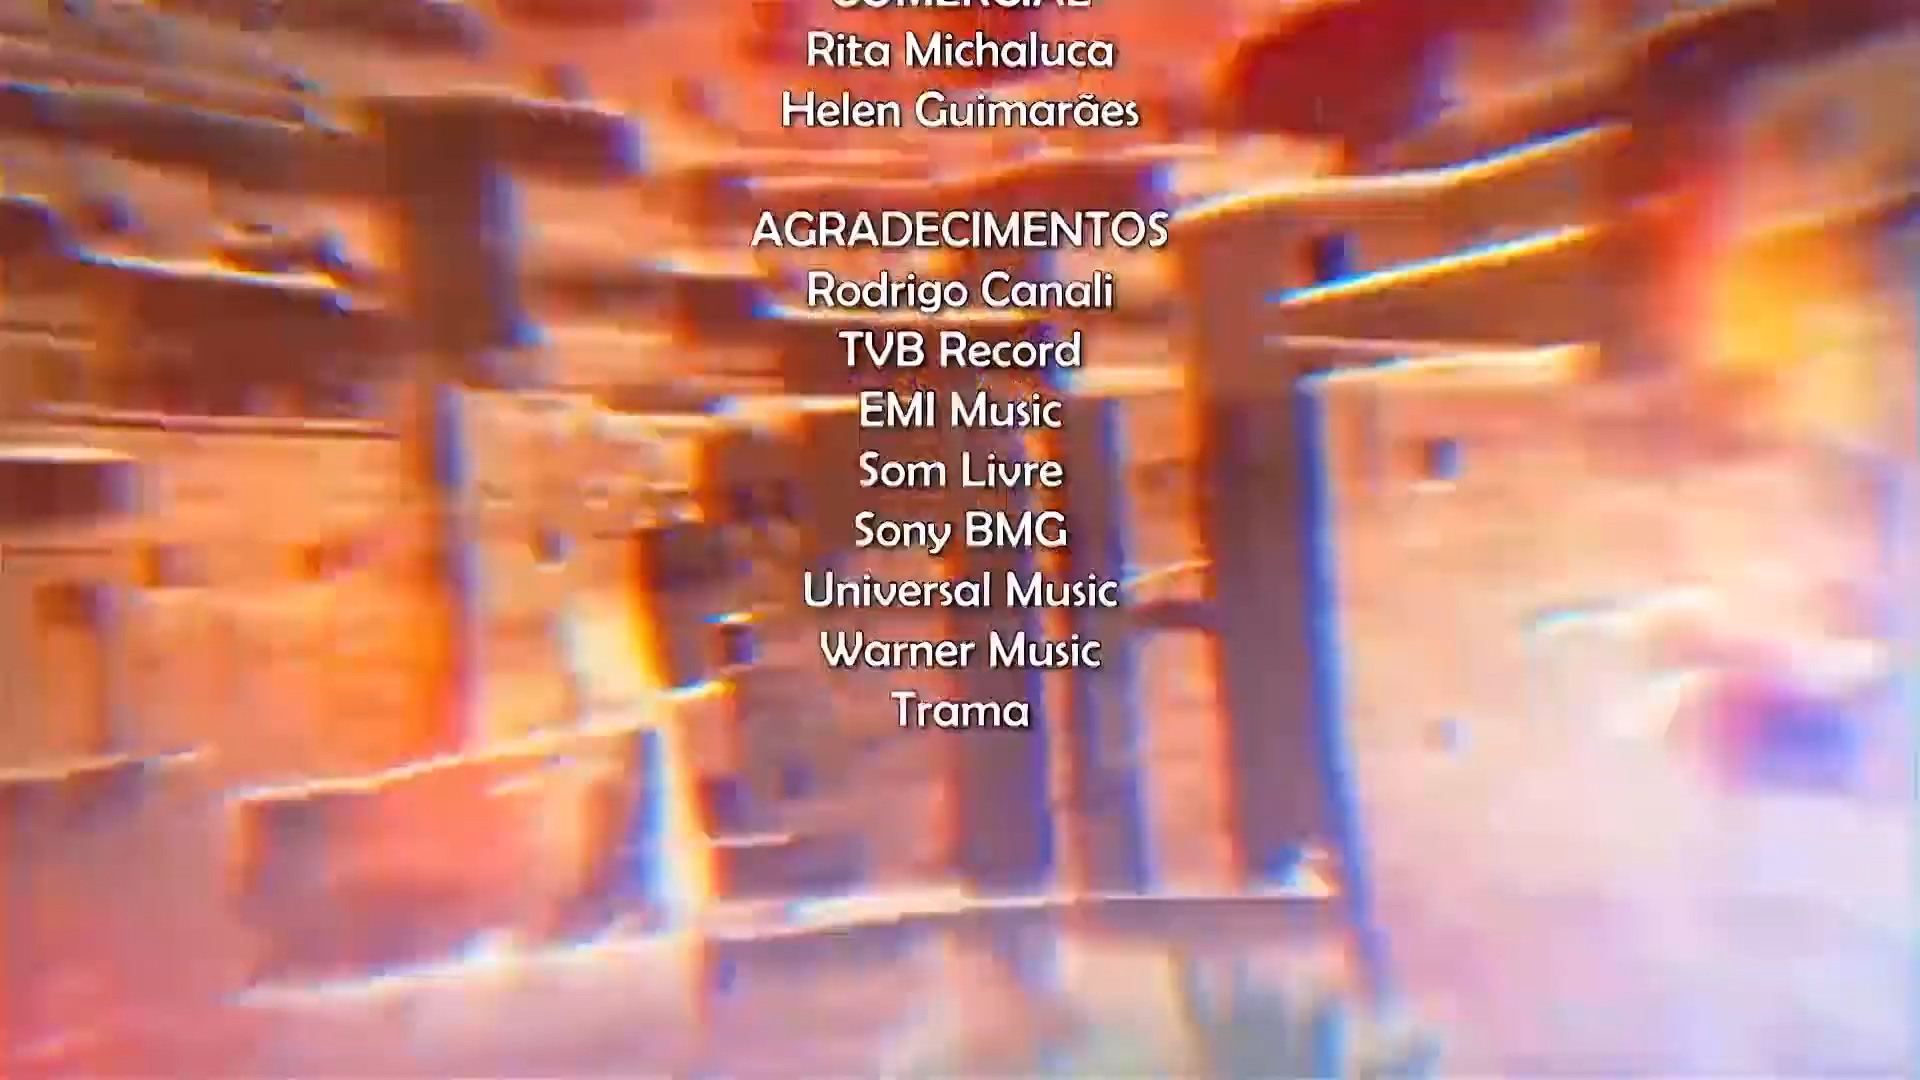 COMERCIAL
Rita Michaluca
Helen Guimarães
AGRADECIMENTOS
Rodrigo Canali
TVB Record
EMI Music
Som Livre
Sony BMG
Universal Music
Warner Music
Trama